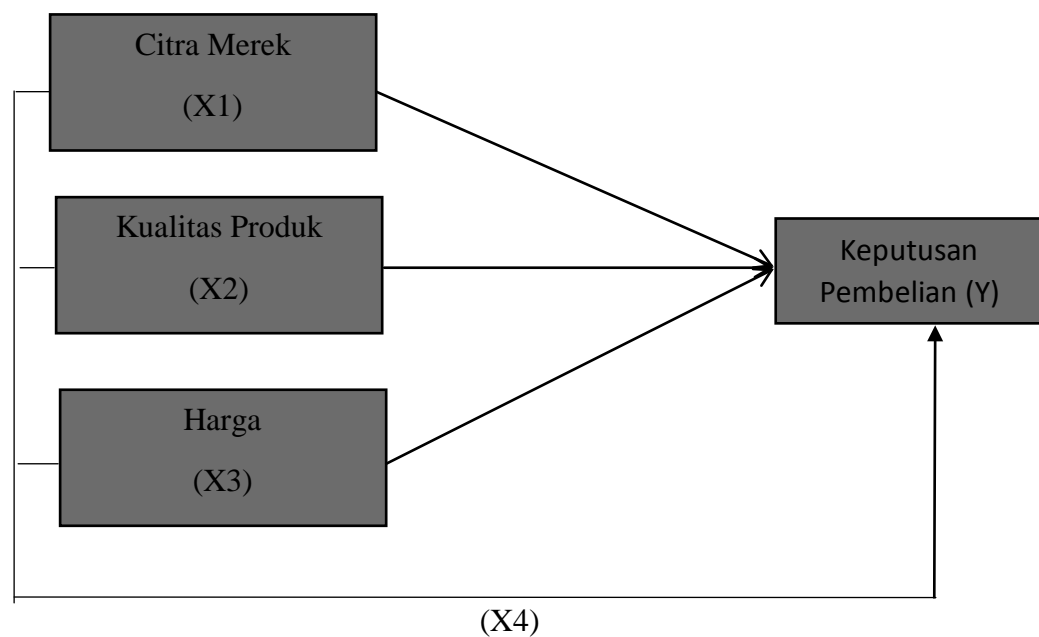 Citra Merek
(X1)
Kualitas Produk
(X2)
Harga
(X3)
Keputusan
Pembelian (Y)
(X4)